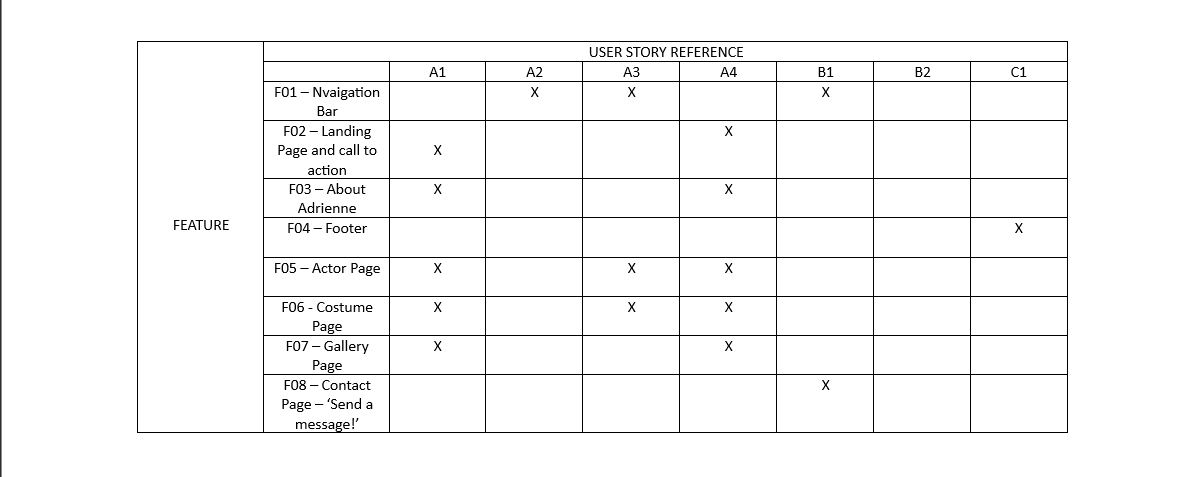 USER STORY REFERENCE
A1 A2 A3 A4 B1 B2 C1
F01 – Nvaigation X X X
Bar
F02 – Landing X
Page and call to X
action
F03 – About X X
Adrienne
FEATURE
F04 – Footer X
F05 – Actor Page X X X
F06 - Costume X X X
Page
F07 – Gallery X X
Page
F08 – Contact X
Page – ‘Send a
message!’